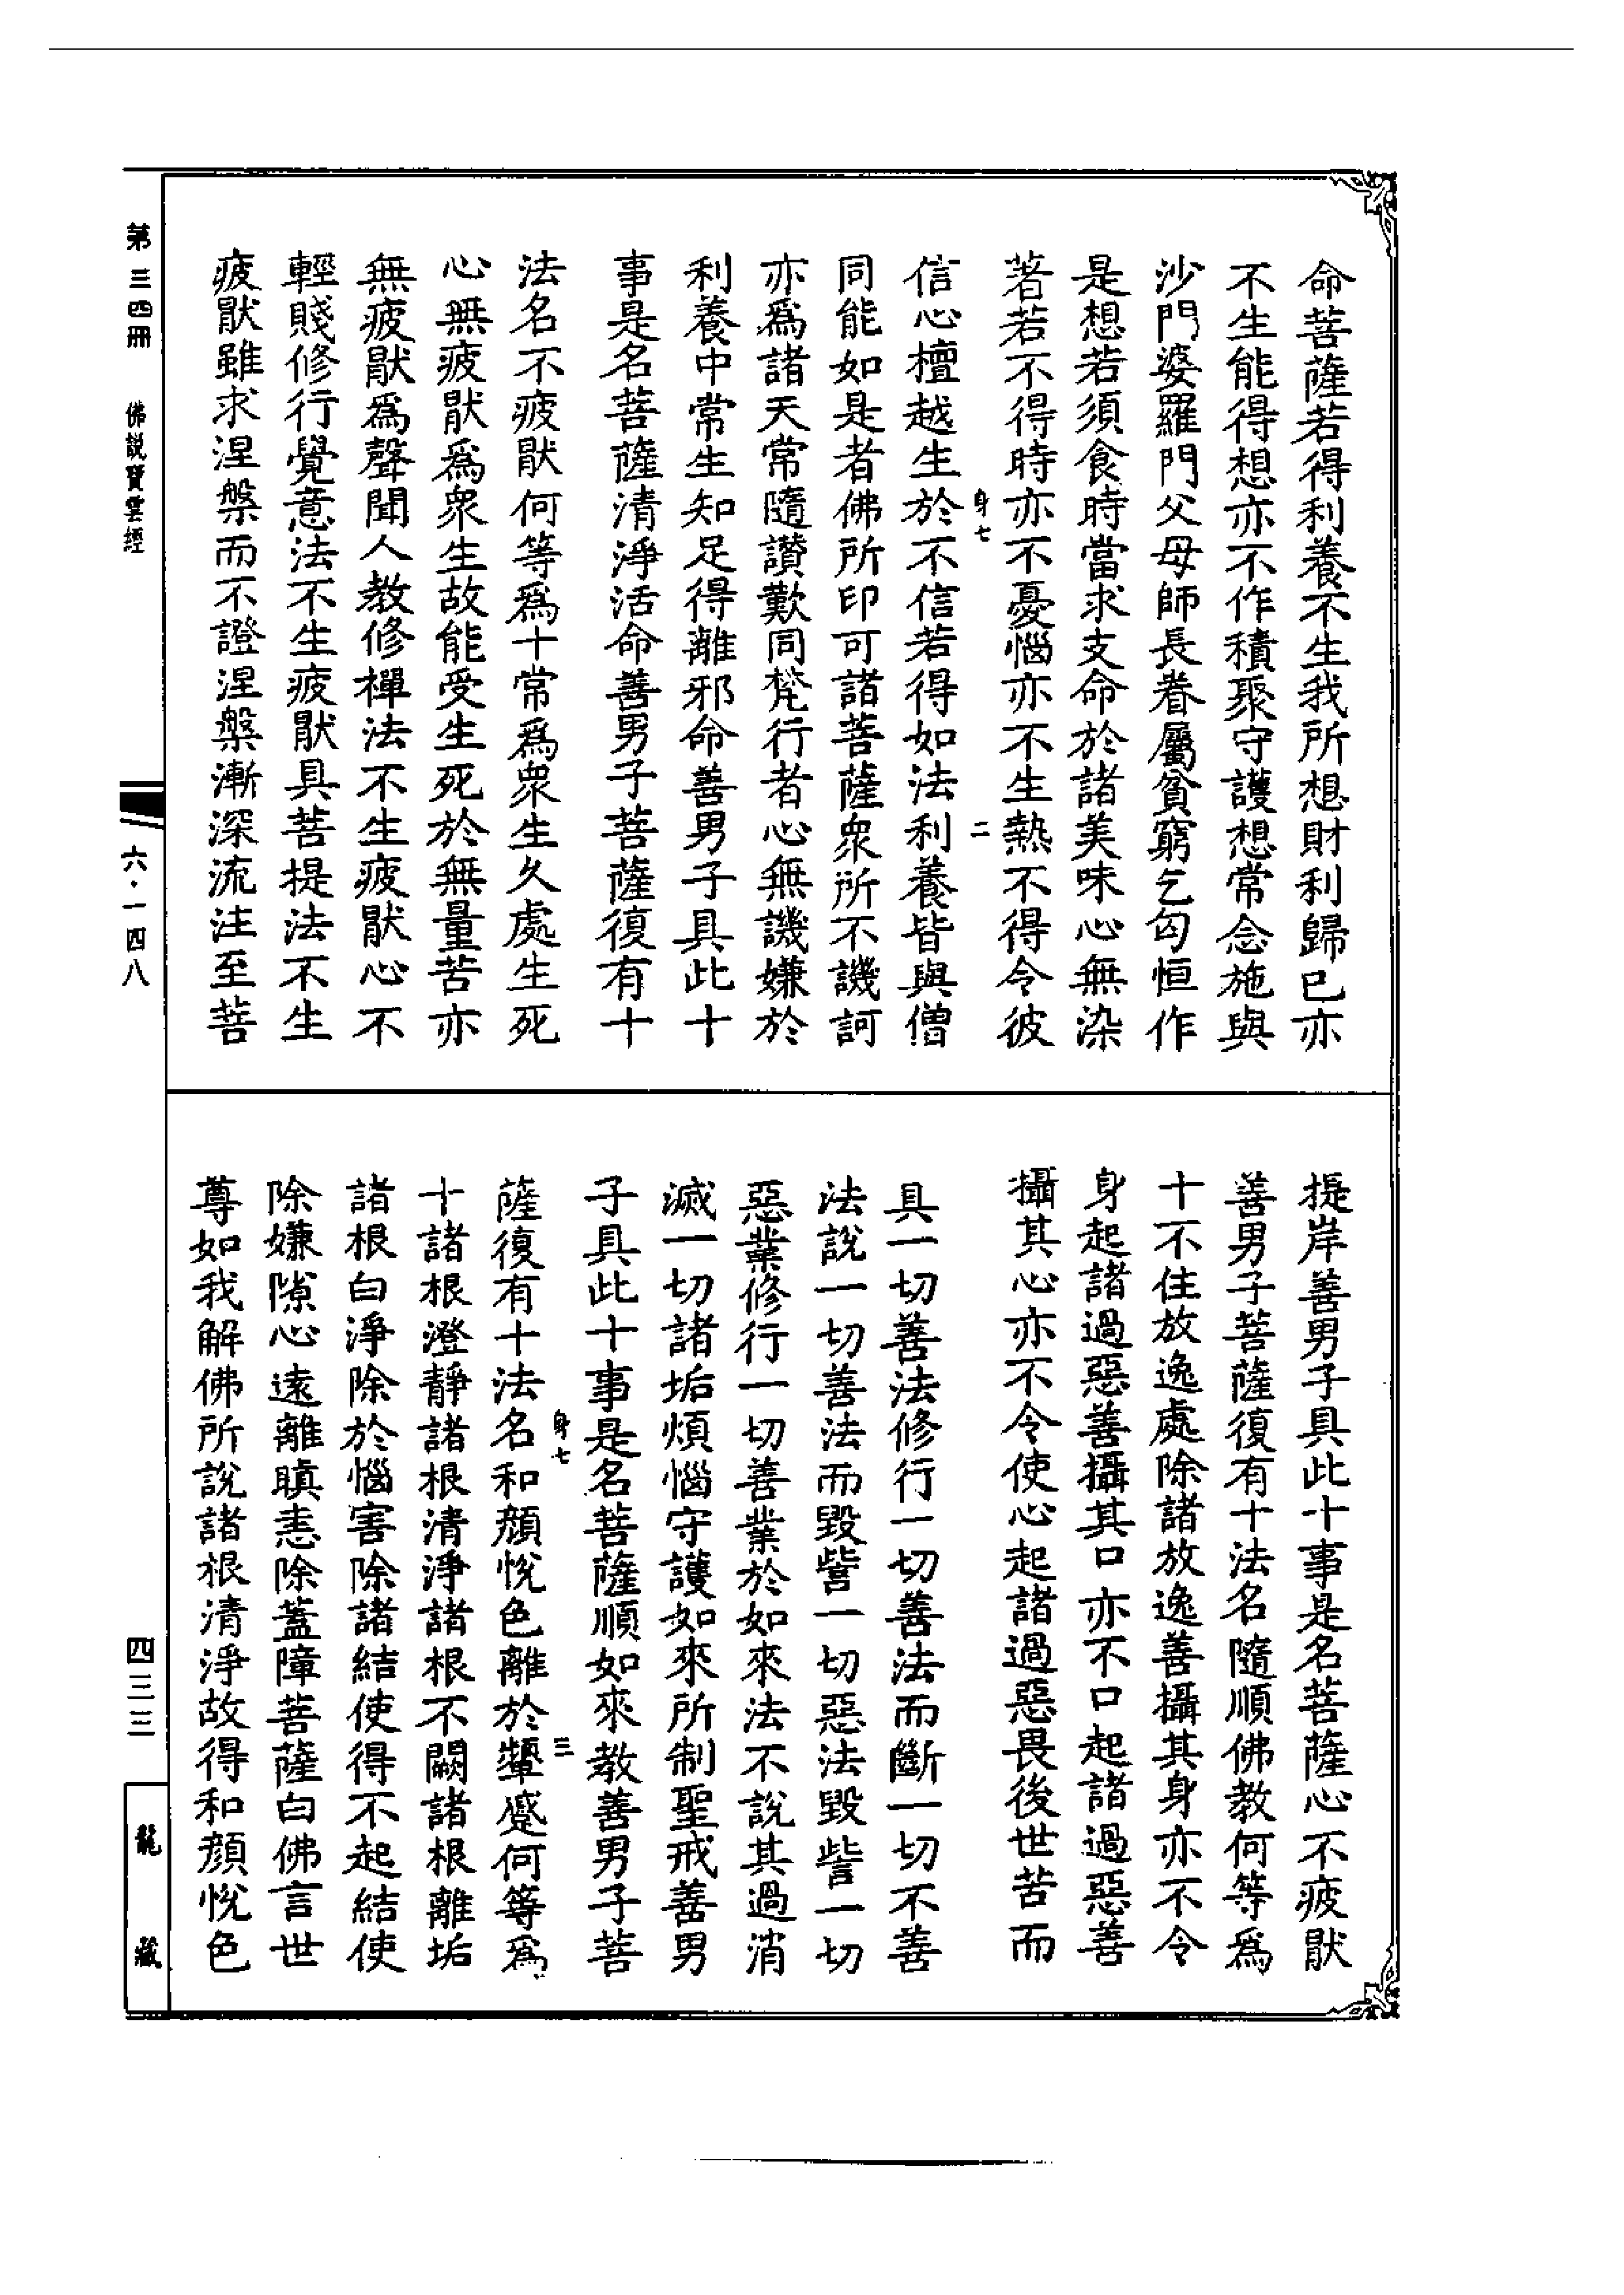 命菩薩若得利養不生我所想財利歸已亦
不生能得想亦不作積聚守護想常念施與
沙門婆羅門父母師長眷屬貧窮乞匃恒作
是想若須食時當求支命於諸美味心無染
著若不得時亦不憂惱亦不生熱不得令彼
身七
二
信心檀越生於不信若得如法利養皆與僧
同能如是者佛所印可諸菩薩衆所不譏訶
亦爲諸天常隨讃歎同梵行者心無譏嫌於
利養中常生知足得離邪命善男子具此十
事是名菩薩清淨活命善男子菩薩復有十
法名不疲猒何等爲十常爲衆生久處生死
心無疲猒爲衆生故能受生死於無量苦亦
無疲猒爲聲聞人教修禪法不生疲猒心不
輕賤修行覺意法不生疲猒具菩提法不生
疲猒雖求涅槃而不證涅槃漸深流注至菩
提岸善男子具此十事是名菩薩心不疲猒
善男子菩薩復有十法名隨順佛教何等爲
十不住放逸處除諸放逸善攝其身亦不令
身起諸過惡善攝其口亦不口起諸過惡善
攝其心亦不令使心起諸過惡畏後世苦而
具一切善法修行一切善法而斷一切不善
法說一切善法而毀訾一切惡法毀訾一切
惡業修行一切善業於如來法不說其過消
滅一切諸垢煩惱守護如來所制聖戒善男
子具此十事是名菩薩順如來教善男子菩
身七
三
薩復有十法名和顏悅色離於顰蹙何等爲
十諸根澄靜諸根清淨諸根不闕諸根離垢
諸根白淨除於惱害除諸結使得不起結使
除嫌隙心遠離瞋恚除蓋障菩薩白佛言世
尊如我解佛所說諸根清淨故得和顏悅色
第三四冊
佛説寶雲經
六·一四八
四三三
龍藏